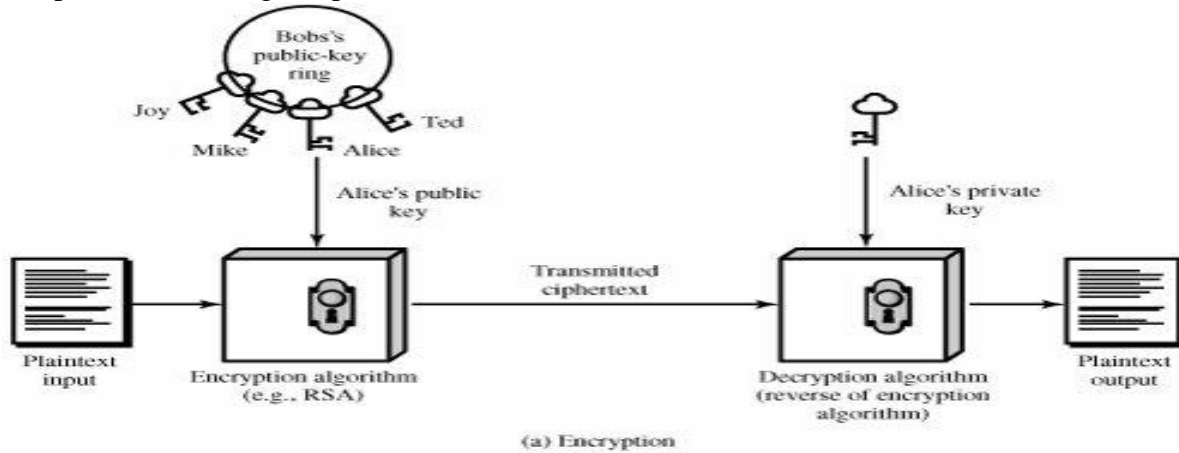 Bobs's
public-key
ring
Joy
Mike
Alice
Ted
Alice's public
key
Alice's private
key
Transmitted
ciphertext
Plaintext
input
Encryption algorithm
(e.g., RSA)
Decryption algorithm
(reverse of encryption
algorithm)
Plaintext
output
(a) Encryption